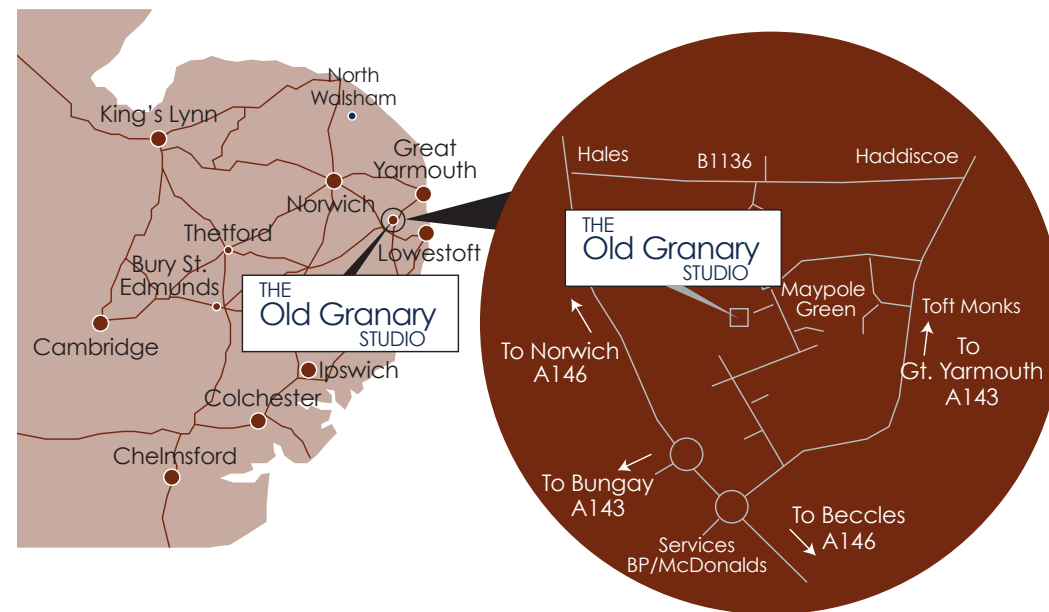 North
Walsham
King's Lynn
Great
Yarmouth
Norwich
Thetford
Lowestoft
Bury St.
Edmunds
THE
Old Granary
STUDIO
Cambridge
Ipswich
Colchester
Chelmsford
Hales
B1136
Haddiscoe
THE
Old Granary
STUDIO
Maypole
Green
Toft Monks
To Norwich
A146
To
Gt. Yarmouth
A143
To Bungay
A143
To Beccles
A146
Services
BP/McDonalds